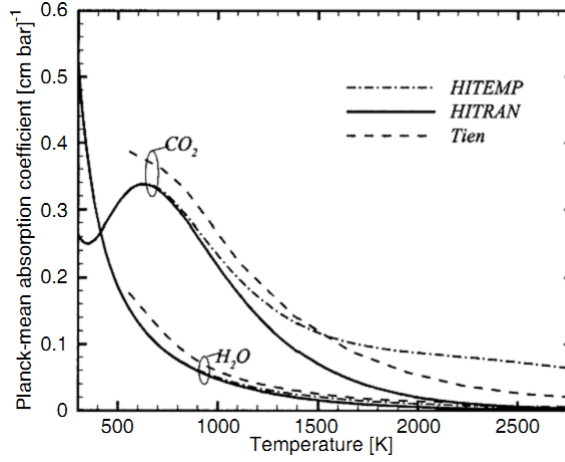 Planck-mean absorption coefficient [cm bar]⁻¹
0.6
0.5
0.4
0.3
0.2
0.1
0
HITEMP
HITRAN
Tien
CO₂
H₂O
500
1000
1500
2000
2500
Temperature [K]